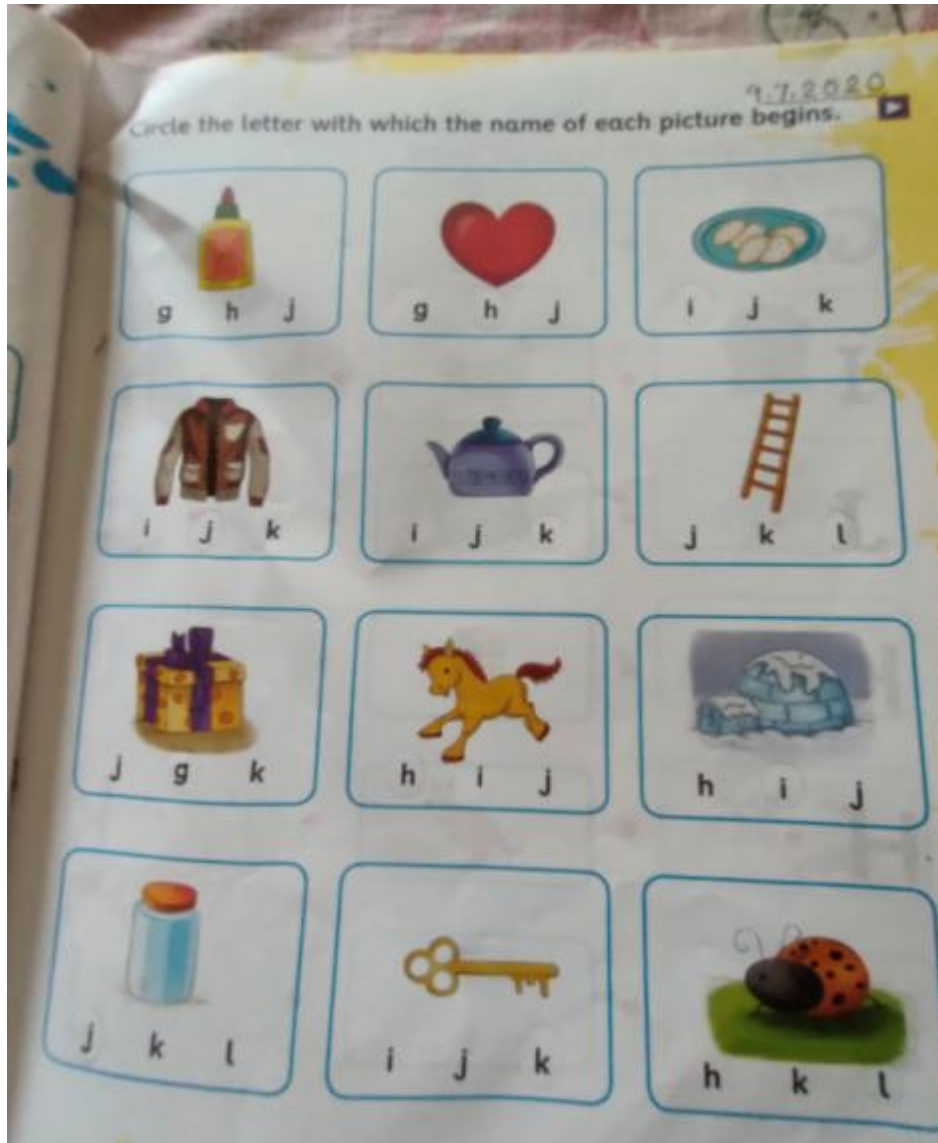 9.7.2020
Circle the letter with which the name of each picture begins.
g h j
g h j
i j k
i j k
i j k
j k l
j g k
h i j
h i j
j k l
i j k
h k l